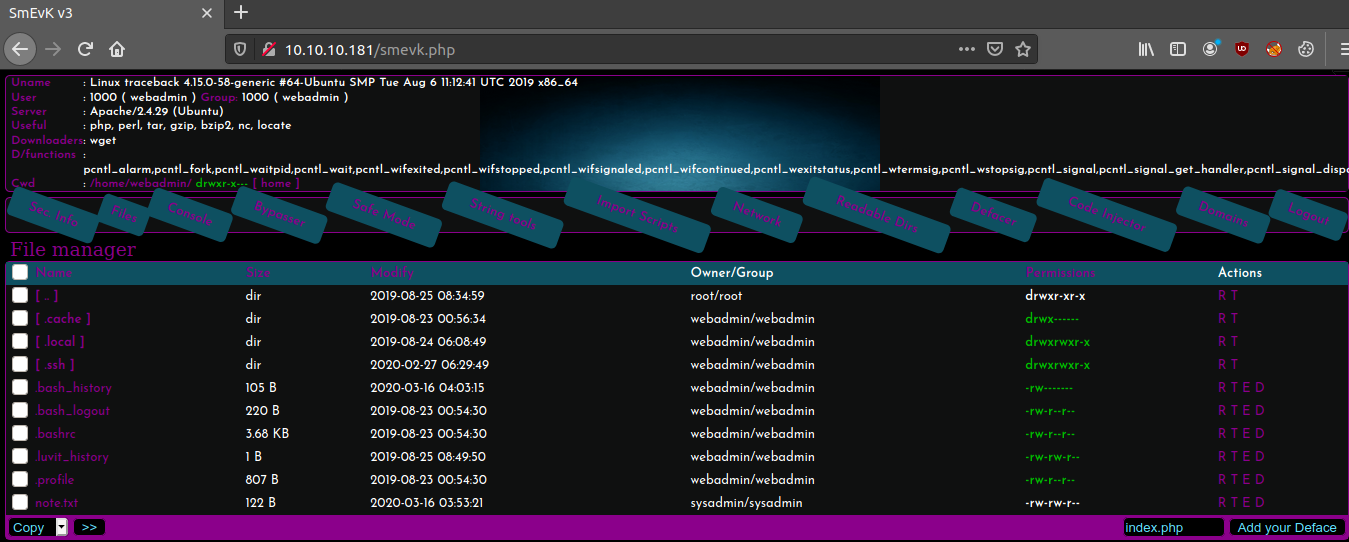 SmEvK v3
10.10.10.181/smevk.php
Uname : Linux traceback 4.15.0-58-generic #64-Ubuntu SMP Tue Aug 6 11:12:41 UTC 2019 x86_64
User : 1000 ( webadmin ) Group: 1000 ( webadmin )
Server : Apache/2.4.29 (Ubuntu)
Useful : php, perl, tar, gzip, bzip2, nc, locate
Downloaders : wget
D/functions :
pcntl_alarm,pcntl_fork,pcntl_waitpid,pcntl_wait,pcntl_wifexited,pcntl_wifstopped,pcntl_wifsignaled,pcntl_wifcontinued,pcntl_wexitstatus,pcntl_wtermsig,pcntl_wstopsig,pcntl_signal,pcntl_signal_get_handler,pcntl_signal_dispa
Cwd : /home/webadmin/ drwxr-x--- [ home ]
Sec. Info Files Console Bypasser Safe Mode String tools Import Scripts Network Readable Dirs Defacer Code Injector Domains Logout
File manager
Name Size Modify Owner/Group Permissions Actions
[ .. ] dir 2019-08-25 08:34:59 root/root drwxr-xr-x R T
[ .cache ] dir 2019-08-23 00:56:34 webadmin/webadmin drwx------ R T
[ .local ] dir 2019-08-24 06:08:49 webadmin/webadmin drwxrwxr-x R T
[ .ssh ] dir 2020-02-27 06:29:49 webadmin/webadmin drwxrwxr-x R T
.bash_history 105 B 2020-03-16 04:03:15 webadmin/webadmin -rw------- R T E D
.bash_logout 220 B 2019-08-23 00:54:30 webadmin/webadmin -rw-r--r-- R T E D
.bashrc 3.68 KB 2019-08-23 00:54:30 webadmin/webadmin -rw-r--r-- R T E D
.luvit_history 1 B 2019-08-25 08:49:50 webadmin/webadmin -rw-rw-r-- R T E D
.profile 807 B 2019-08-23 00:54:30 webadmin/webadmin -rw-r--r-- R T E D
note.txt 122 B 2020-03-16 03:53:21 sysadmin/sysadmin -rw-rw-r-- R T E D
Copy >> index.php Add your Deface